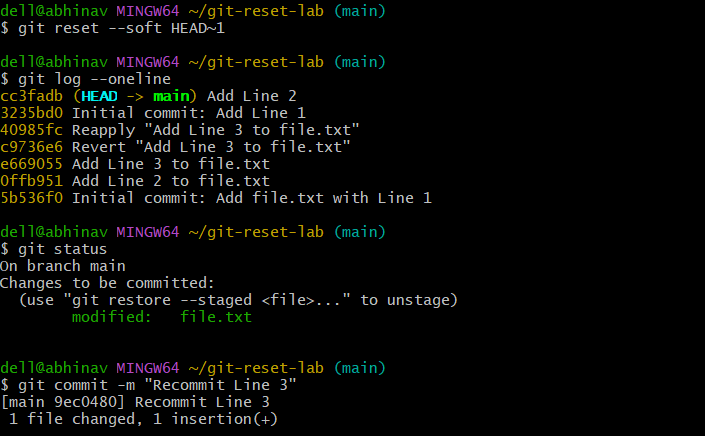 dell@abhinav MINGW64 ~/git-reset-lab (main)
$ git reset --soft HEAD~1
dell@abhinav MINGW64 ~/git-reset-lab (main)
$ git log --oneline
cc3fadb (HEAD -> main) Add Line 2
3235bd0 Initial commit: Add Line 1
40985fc Reapply "Add Line 3 to file.txt"
c9736e6 Revert "Add Line 3 to file.txt"
e669055 Add Line 3 to file.txt
0ffb951 Add Line 2 to file.txt
5b536f0 Initial commit: Add file.txt with Line 1
dell@abhinav MINGW64 ~/git-reset-lab (main)
$ git status
On branch main
Changes to be committed:
  (use "git restore --staged <file>..." to unstage)
        modified:   file.txt
dell@abhinav MINGW64 ~/git-reset-lab (main)
$ git commit -m "Recommit Line 3"
[main 9ec0480] Recommit Line 3
 1 file changed, 1 insertion(+)